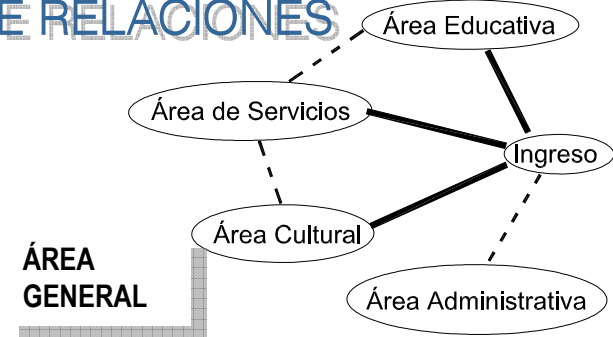 E RELACIONES
Área Educativa
Área de Servicios
Ingreso
Área Cultural
ÁREA
GENERAL
Área Administrativa